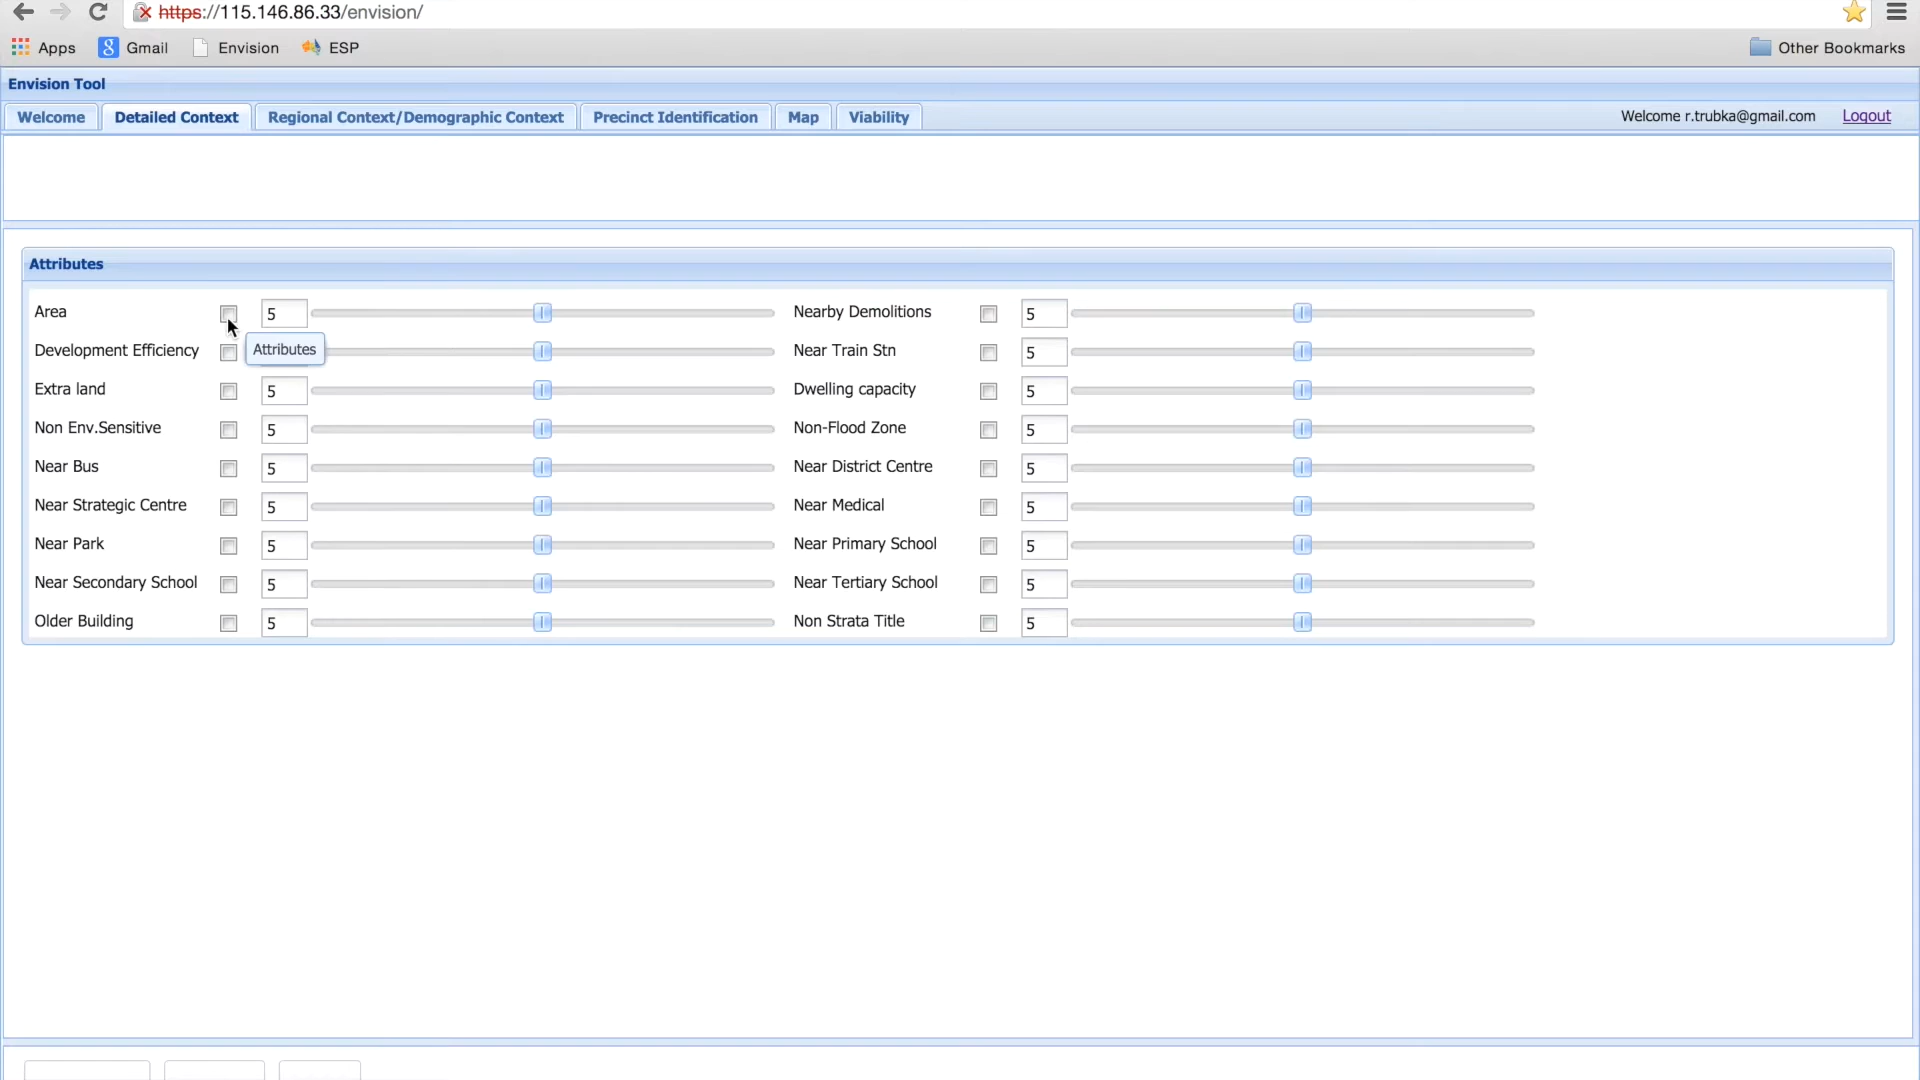 https://115.146.86.33/envision/
Apps Gmail Envision ESP Other Bookmarks
Envision Tool
Welcome Detailed Context Regional Context/Demographic Context Precinct Identification Map Viability Welcome r.trubka@gmail.com Logout
Attributes
Area 5 Nearby Demolitions 5
Development Efficiency Attributes Near Train Stn 5
Extra land 5 Dwelling capacity 5
Non Env.Sensitive 5 Non-Flood Zone 5
Near Bus 5 Near District Centre 5
Near Strategic Centre 5 Near Medical 5
Near Park 5 Near Primary School 5
Near Secondary School 5 Near Tertiary School 5
Older Building 5 Non Strata Title 5